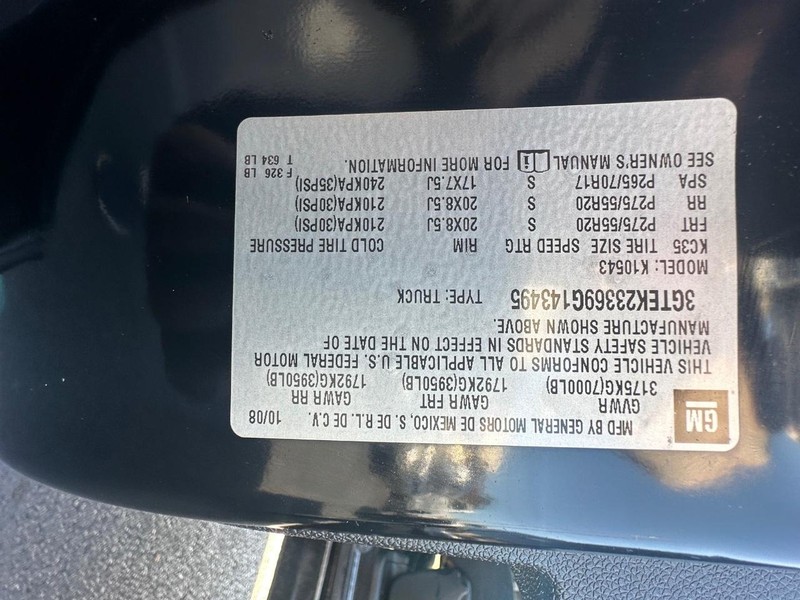 GM
MFD BY GENERAL MOTORS DE MEXICO, S. DE R.L. DE C.V. 10/08
GVWR GAWR FRT GAWR RR
3175KG(7000LB) 1792KG(3950LB) 1792KG(3950LB)
THIS VEHICLE CONFORMS TO ALL APPLICABLE U.S. FEDERAL MOTOR
VEHICLE SAFETY STANDARDS IN EFFECT ON THE DATE OF
MANUFACTURE SHOWN ABOVE.
3GTEK23369G143495 TYPE: TRUCK
MODEL: K10543
KC35 TIRE SIZE SPEED RTG RIM COLD TIRE PRESSURE
FRT P275/55R20 S 20X8.5J 210KPA(30PSI)
RR P275/55R20 S 20X8.5J 210KPA(30PSI)
SPA P265/70R17 S 17X7.5J 240KPA(35PSI)
SEE OWNER'S MANUAL FOR MORE INFORMATION.
F 326 LB
T 634 LB